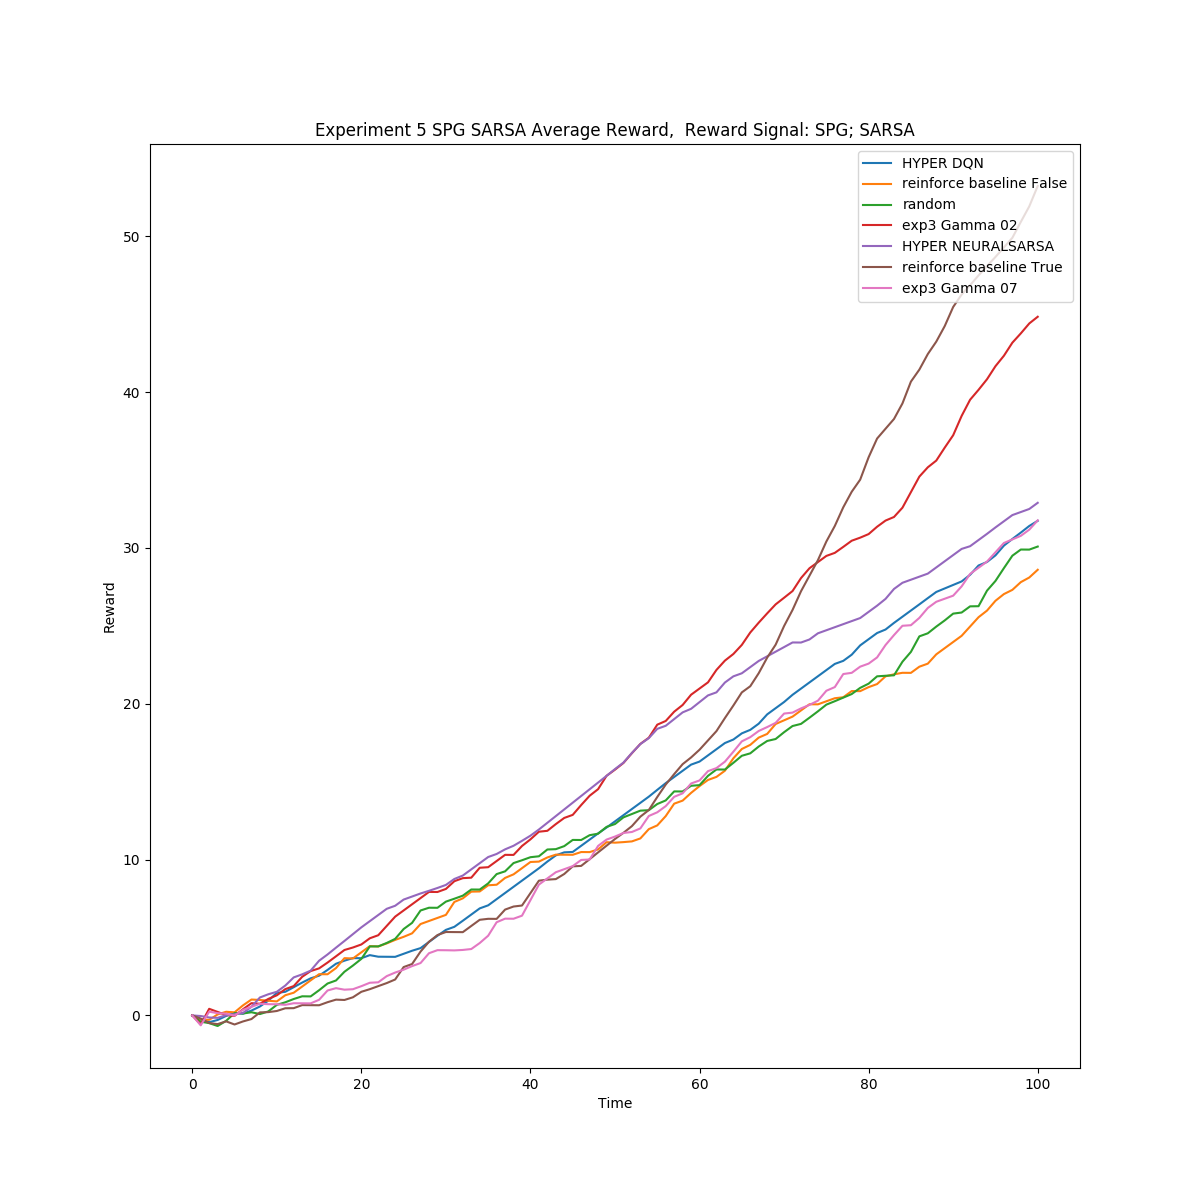 Experiment 5 SPG SARSA Average Reward,  Reward Signal: SPG; SARSA
HYPER DQN
reinforce baseline False
random
exp3 Gamma 02
HYPER NEURALSARSA
reinforce baseline True
exp3 Gamma 07
50
40
30
20
10
0
Reward
0 20 40 60 80 100
Time